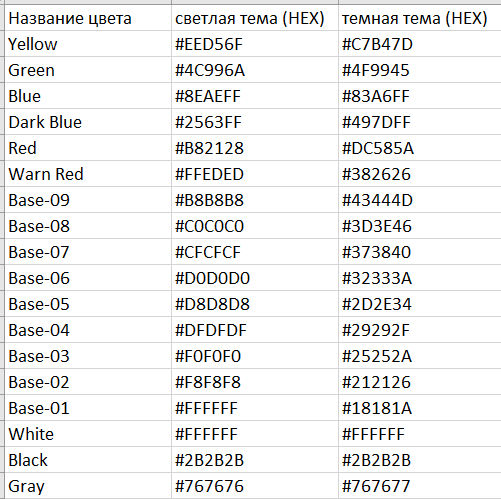 Название цвета светлая тема (HEX) темная тема (HEX)
Yellow #EED56F #C7B47D
Green #4C996A #4F9945
Blue #8EAEFF #83A6FF
Dark Blue #2563FF #497DFF
Red #B82128 #DC585A
Warn Red #FFEDED #382626
Base-09 #B8B8B8 #43444D
Base-08 #C0C0C0 #3D3E46
Base-07 #CFCFCF #373840
Base-06 #D0D0D0 #32333A
Base-05 #D8D8D8 #2D2E34
Base-04 #DFDFDF #29292F
Base-03 #F0F0F0 #25252A
Base-02 #F8F8F8 #212126
Base-01 #FFFFFF #18181A
White #FFFFFF #FFFFFF
Black #2B2B2B #2B2B2B
Gray #767676 #767677